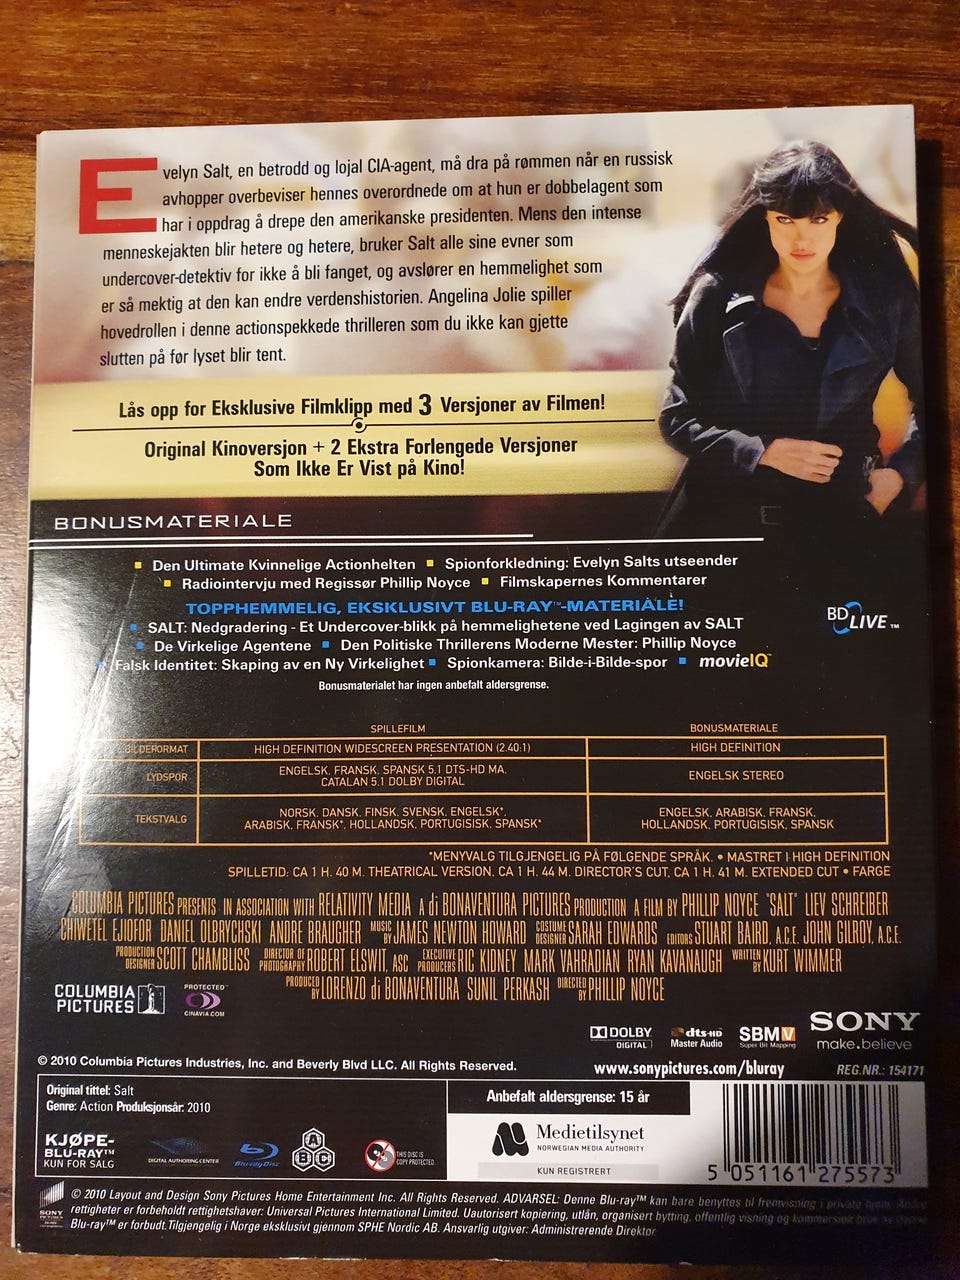 Evelyn Salt, en betrodd og lojal CIA-agent, må dra på rømmen når en russisk
avhopper overbeviser hennes overordnede om at hun er dobbelagent som
har i oppdrag å drepe den amerikanske presidenten. Mens den intense
menneskejakten blir hetere og hetere, bruker Salt alle sine evner som
undercover-detektiv for ikke å bli fanget, og avslører en hemmelighet som
er så mektig at den kan endre verdenshistorien. Angelina Jolie spiller
hovedrollen i denne actionspekkede thrilleren som du ikke kan gjette
slutten på før lyset blir tent.
Lås opp for Eksklusive Filmklipp med 3 Versjoner av Filmen!
Original Kinoversjon + 2 Ekstra Forlengede Versjoner
Som Ikke Er Vist på Kino!
BONUSMATERIALE
Den Ultimate Kvinnelige Actionhelten ▪ Spionforkledning: Evelyn Salts utseender
Radiointervju med Regissør Phillip Noyce ▪ Filmskapernes Kommentarer
TOPPHEMMELIG, EKSKLUSIVT BLU-RAY™-MATERIALE!
SALT: Nedgradering - Et Undercover-blikk på hemmelighetene ved Lagingen av SALT
De Virkelige Agentene ▪ Den Politiske Thrillerens Moderne Mester: Phillip Noyce
Falsk Identitet: Skaping av en Ny Virkelighet ▪ Spionkamera: Bilde-i-Bilde-spor ▪ movieIQ™
Bonusmaterialet har ingen anbefalt aldersgrense.
BD LIVE™
SPILLEFILM BONUSMATERIALE
BILDEFORMAT HIGH DEFINITION WIDESCREEN PRESENTATION (2.40:1) HIGH DEFINITION
LYDSPOR ENGELSK, FRANSK, SPANSK 5.1 DTS-HD MA, ENGELSK STEREO
CATALAN 5.1 DOLBY DIGITAL
TEKSTVALG NORSK, DANSK, FINSK, SVENSK, ENGELSK*, ENGELSK, ARABISK, FRANSK,
ARABISK, FRANSK*, HOLLANDSK, PORTUGISISK, SPANSK* HOLLANDSK, PORTUGISISK, SPANSK
*MENYVALG TILGJENGELIG PÅ FØLGENDE SPRÅK. • MASTRET I HIGH DEFINITION
SPILLETID: CA 1 H. 40 M. THEATRICAL VERSION, CA 1 H. 44 M. DIRECTOR'S CUT, CA 1 H. 41 M. EXTENDED CUT • FARGE
COLUMBIA PICTURES PRESENTS IN ASSOCIATION WITH RELATIVITY MEDIA A di BONAVENTURA PICTURES PRODUCTION A FILM BY PHILLIP NOYCE "SALT" LIEV SCHREIBER
CHIWETEL EJIOFOR DANIEL OLBRYCHSKI ANDRE BRAUGHER MUSIC BY JAMES NEWTON HOWARD COSTUME DESIGNER SARAH EDWARDS EDITORS STUART BAIRD, A.C.E. JOHN GILROY, A.C.E.
PRODUCTION DESIGNER SCOTT CHAMBLISS DIRECTOR OF PHOTOGRAPHY ROBERT ELSWIT, ASC EXECUTIVE PRODUCERS RIC KIDNEY MARK VAHRADIAN RYAN KAVANAUGH WRITTEN BY KURT WIMMER
PRODUCED BY LORENZO di BONAVENTURA SUNIL PERKASH DIRECTED BY PHILLIP NOYCE
COLUMBIA PICTURES
PROTECTED
CINAVIA.COM
DOLBY DIGITAL
dts-HD Master Audio
SBMV Super Bit Mapping
SONY
make.believe
© 2010 Columbia Pictures Industries, Inc. and Beverly Blvd LLC. All Rights Reserved.
www.sonypictures.com/bluray
REG.NR.: 154171
Original tittel: Salt
Genre: Action Produksjonsår: 2010
KJØPE-
BLU-RAY™
KUN FOR SALG
DIGITAL AUTHORING CENTER
Blu-ray Disc
A B C
THIS DISC IS
COPY PROTECTED.
Anbefalt aldersgrense: 15 år
Medietilsynet
NORWEGIAN MEDIA AUTHORITY
KUN REGISTRERT
5 051161 275573
SONY
© 2010 Layout and Design Sony Pictures Home Entertainment Inc. All Rights Reserved. ADVARSEL: Denne Blu-ray™ kan bare benyttes til fremvisning i private hjem. Andre
rettigheter er forbeholdt rettighetshaver: Universal Pictures International Limited. Uautorisert kopiering, utlån, organisert bytting, offentlig visning og kommersiell bruk av denne
Blu-ray™ er forbudt. Tilgjengelig i Norge eksklusivt gjennom SPHE Nordic AB. Ansvarlig utgiver: Administrerende Direktør